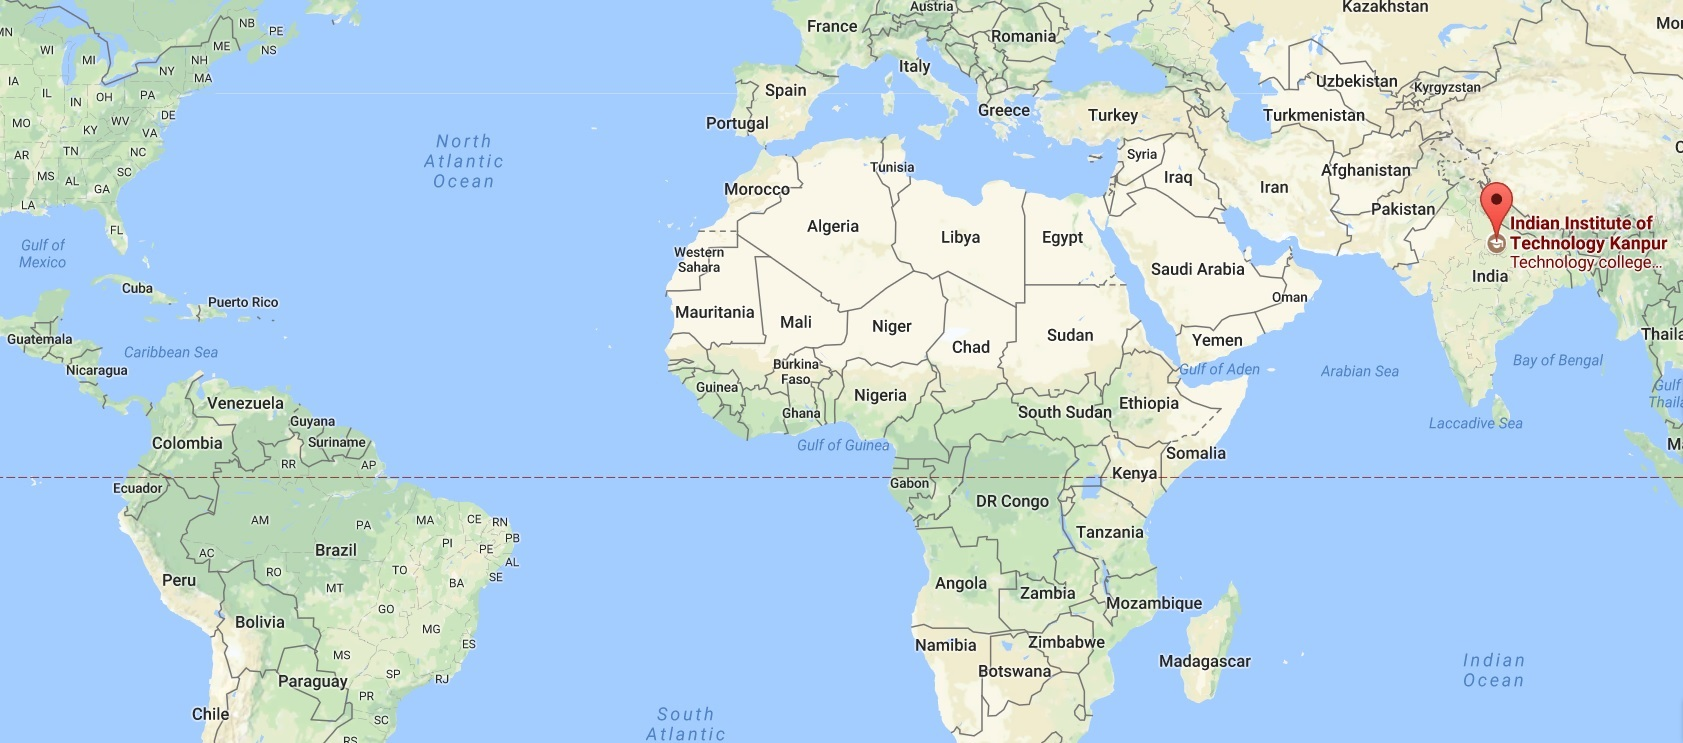 Kazakhstan
Austria
France
Romania
Mo
MN
WI
MI
NB
PE
ME
NS
NH
NY
MA
IA
IL
IN
OH
PA
DE
MO
KY
WV
VA
AR
TN
NC
MS
AL
GA
SC
LA
FL
Gulf of
Mexico
North
Atlantic
Ocean
Spain
Portugal
Italy
Greece
Turkey
Uzbekistan
Kyrgyzstan
Turkmenistan
Syria
Iraq
Iran
Afghanistan
Pakistan
Tunisia
Morocco
Algeria
Libya
Egypt
Western
Sahara
Saudi Arabia
Oman
Yemen
Indian Institute of
Technology Kanpur
Technology college...
India
Cuba
Puerto Rico
Guatemala
Caribbean Sea
Nicaragua
Mauritania
Mali
Niger
Chad
Sudan
Burkina
Faso
Guinea
Ghana
Nigeria
South Sudan
Ethiopia
Gulf of Aden
Arabian Sea
Bay of Bengal
Thaila
Gulf
Thaila
Laccadive Sea
Ma
Venezuela
Guyana
Colombia
Suriname
RR
AP
Ecuador
Gulf of Guinea
Gabon
DR Congo
Kenya
Somalia
Tanzania
AM
PA
MA
CE
RN
PB
PI
PE
AL
SE
AC
Brazil
Peru
RO
TO
BA
MT
GO
Bolivia
MG
ES
MS
SP
RJ
Paraguay
PR
Chile
SC
RS
Angola
Zambia
Mozambique
Namibia
Zimbabwe
Botswana
Madagascar
Indian
Ocean
South
Atlantic